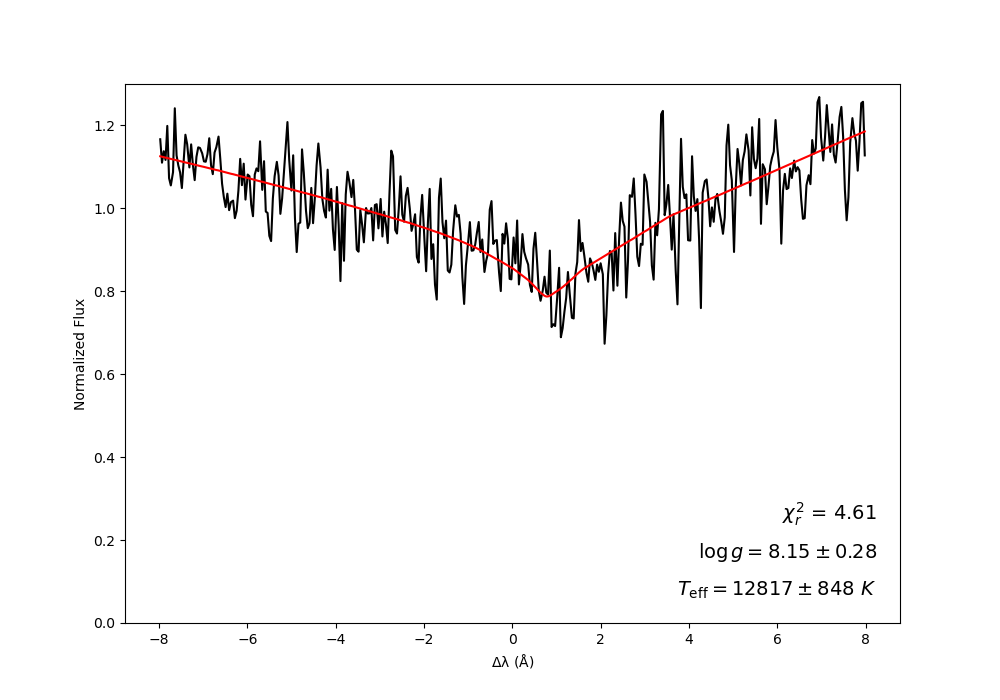 1.2
1.0
0.8
0.6
0.4
0.2
0.0
Normalized Flux
χ²ᵣ = 4.61
log g = 8.15 ± 0.28
T_eff = 12817 ± 848 K
−8 −6 −4 −2 0 2 4 6 8
Δλ (Å)